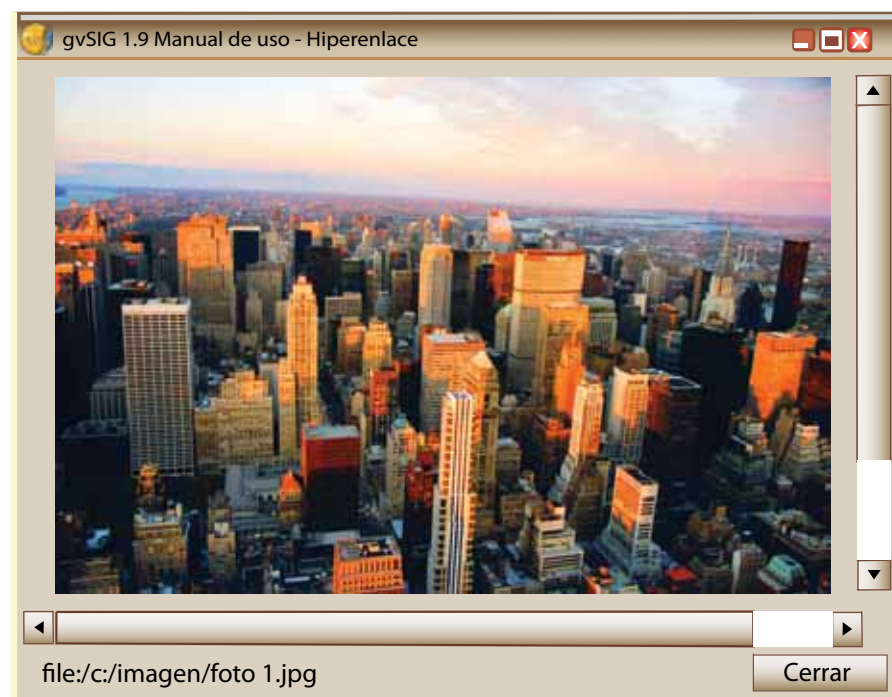 gvSIG 1.9 Manual de uso - Hiperenlace
file:/c:/imagen/foto 1.jpg
Cerrar